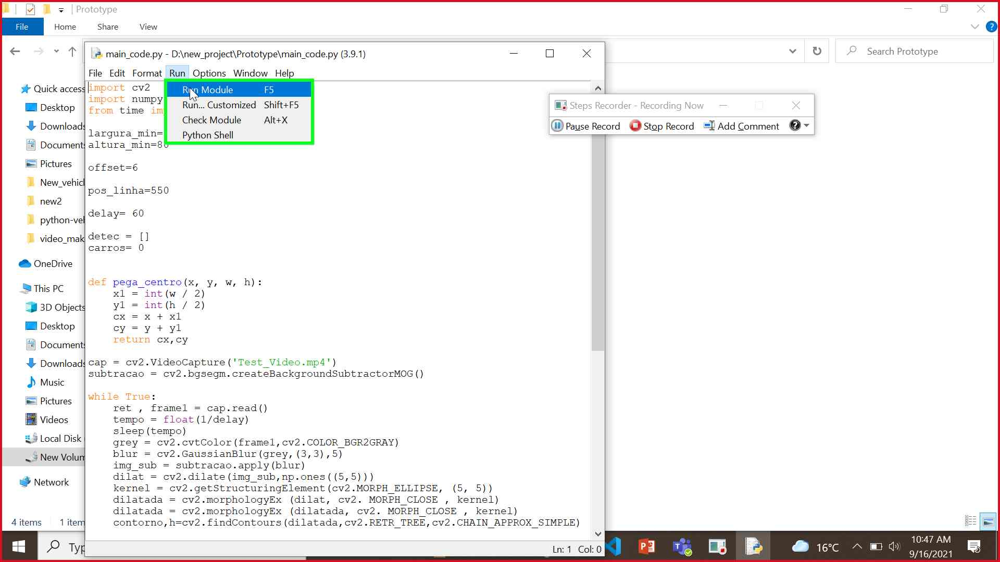 Prototype
File Home Share View
Search Prototype
Quick access
Desktop
Downloads
Documents
Pictures
New_vehicl
new2
python-vel
video_mak
OneDrive
This PC
3D Objects
Desktop
Documents
Downloads
Music
Pictures
Videos
Local Disk
New Volum
Network
4 items 1 item
main_code.py - D:\new_project\Prototype\main_code.py (3.9.1)
File Edit Format Run Options Window Help
Run Module F5
Run... Customized Shift+F5
Check Module Alt+X
Python Shell
import cv2
import numpy
from time im
largura_min=
altura_min=80
offset=6
pos_linha=550
delay= 60
detec = []
carros= 0
def pega_centro(x, y, w, h):
x1 = int(w / 2)
y1 = int(h / 2)
cx = x + x1
cy = y + y1
return cx,cy
cap = cv2.VideoCapture('Test_Video.mp4')
subtracao = cv2.bgsegm.createBackgroundSubtractorMOG()
while True:
ret , frame1 = cap.read()
tempo = float(1/delay)
sleep(tempo)
grey = cv2.cvtColor(frame1,cv2.COLOR_BGR2GRAY)
blur = cv2.GaussianBlur(grey,(3,3),5)
img_sub = subtracao.apply(blur)
dilat = cv2.dilate(img_sub,np.ones((5,5)))
kernel = cv2.getStructuringElement(cv2.MORPH_ELLIPSE, (5, 5))
dilatada = cv2.morphologyEx (dilat, cv2. MORPH_CLOSE , kernel)
dilatada = cv2.morphologyEx (dilatada, cv2. MORPH_CLOSE , kernel)
contorno,h=cv2.findContours(dilatada,cv2.RETR_TREE,cv2.CHAIN_APPROX_SIMPLE)
Ln: 1 Col: 0
Steps Recorder - Recording Now
Pause Record Stop Record Add Comment
Typ
16°C
10:47 AM
9/16/2021